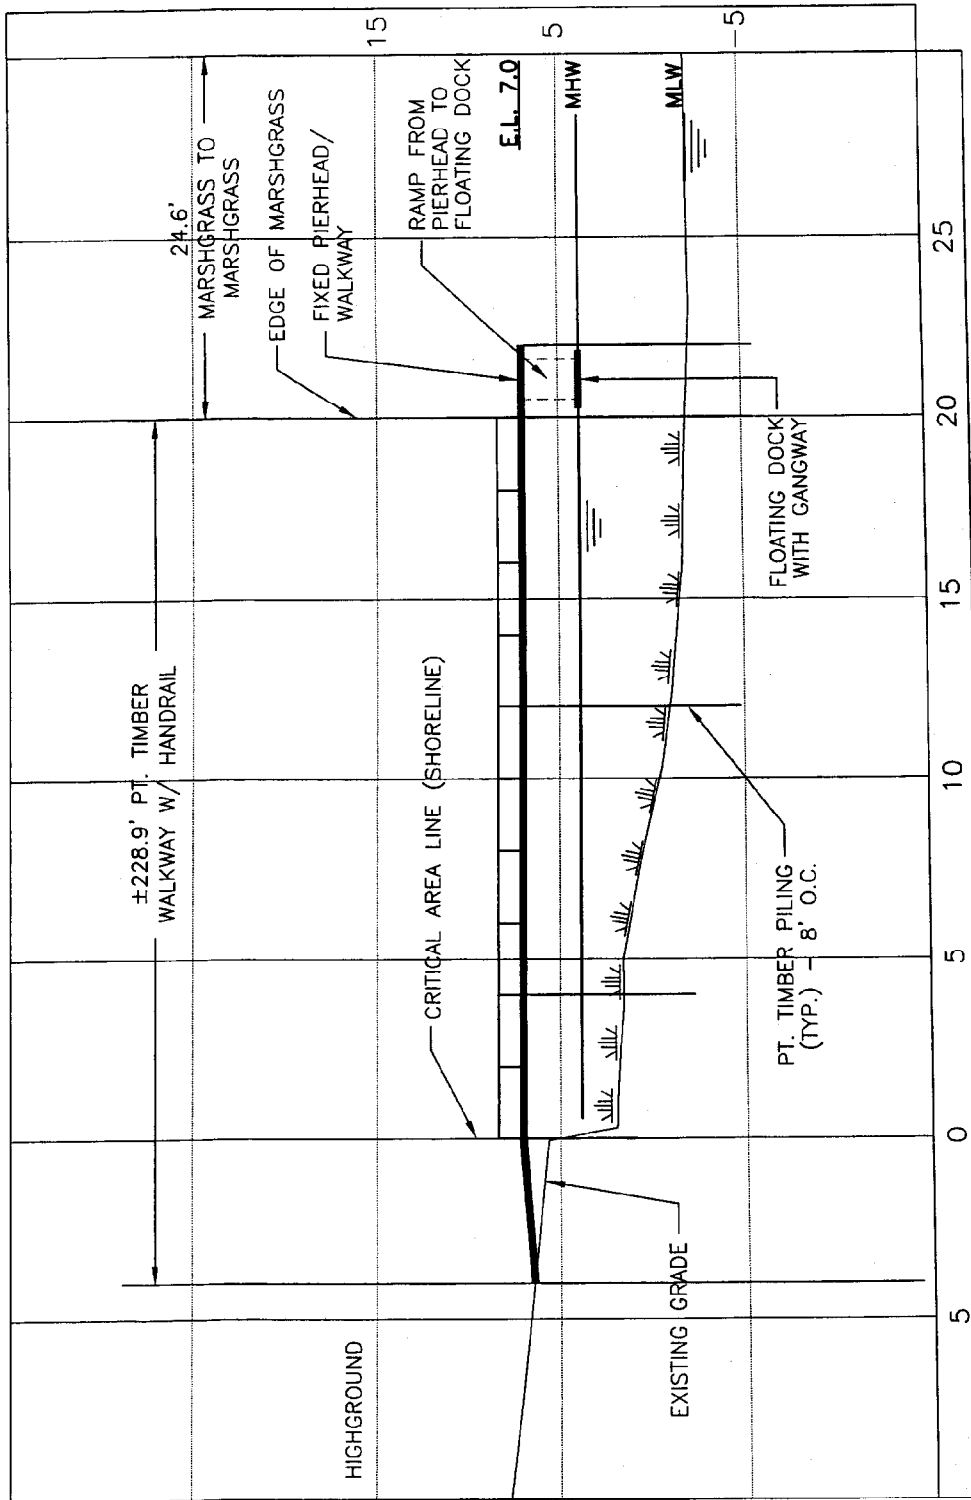 HIGHGROUND
±228.9' PT. TIMBER
WALKWAY W/ HANDRAIL
24.6'
MARSHGRASS TO
MARSHGRASS
EDGE OF MARSHGRASS
FIXED PIERHEAD/
WALKWAY
CRITICAL AREA LINE (SHORELINE)
RAMP FROM
PIERHEAD TO
FLOATING DOCK
15
E.L. 7.0
5
MHW
MLW
-5
EXISTING GRADE
PT. TIMBER PILING
(TYP.) - 8' O.C.
FLOATING DOCK
WITH GANGWAY
5
0
5
10
15
20
25